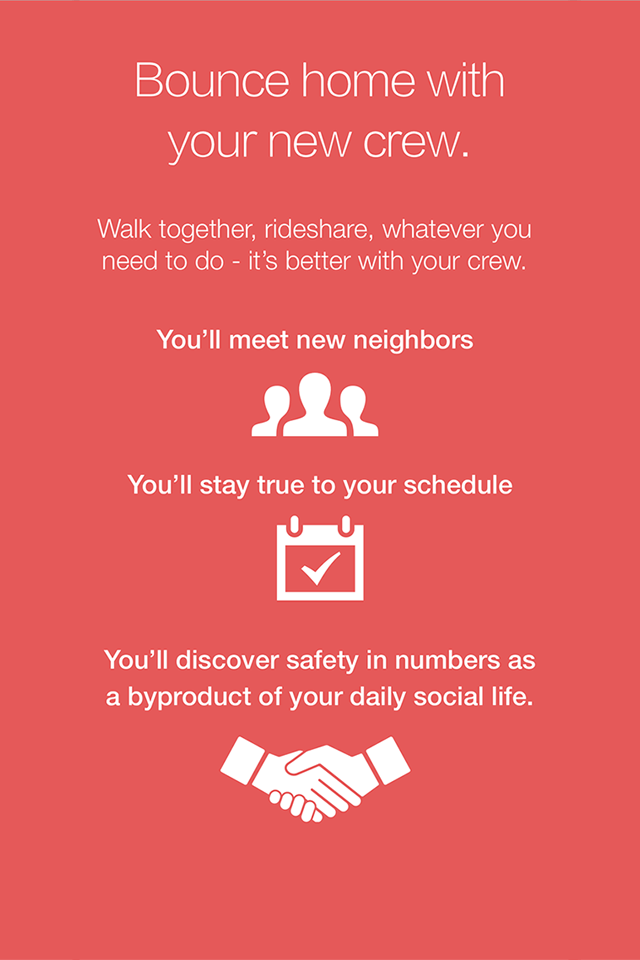 Bounce home with
your new crew.
Walk together, rideshare, whatever you
need to do - it’s better with your crew.
You’ll meet new neighbors
You’ll stay true to your schedule
You’ll discover safety in numbers as
a byproduct of your daily social life.